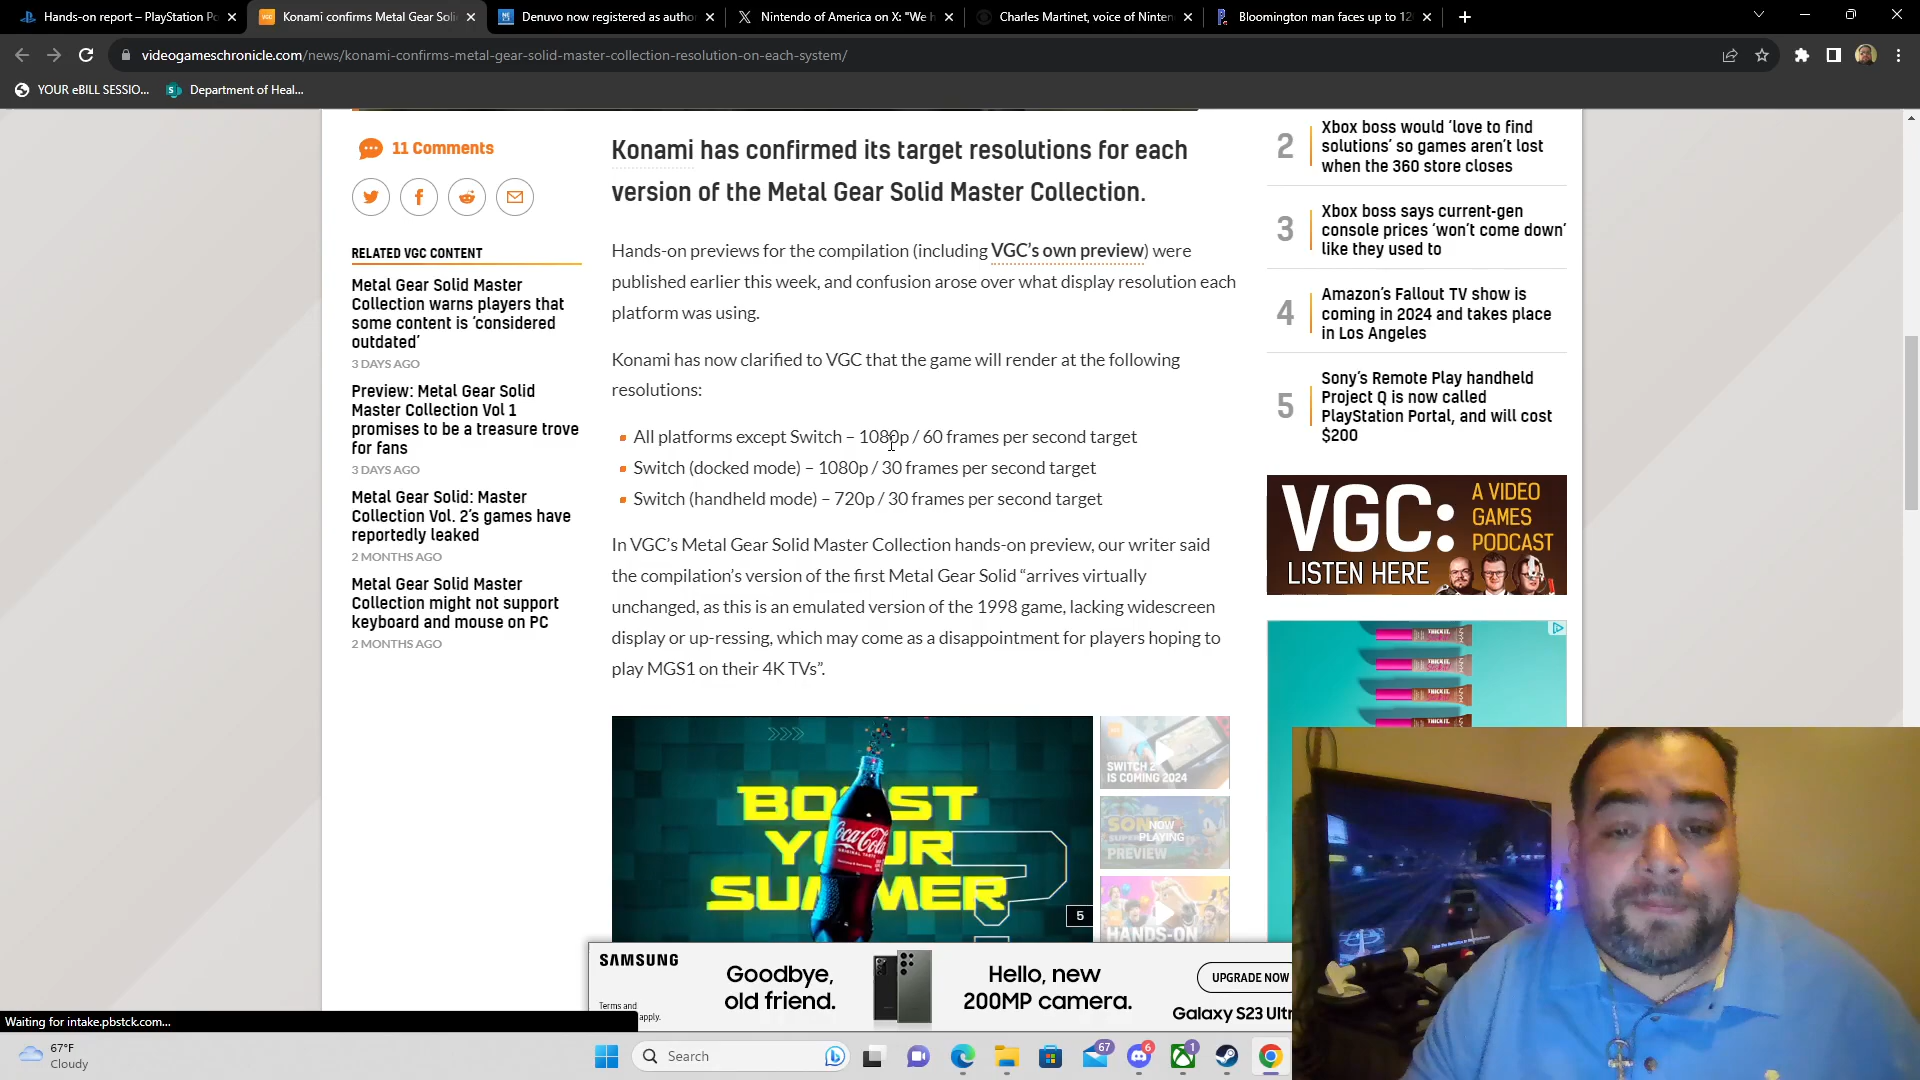 Hands-on report – PlayStation Po
Konami confirms Metal Gear Soli
Denuvo now registered as author
Nintendo of America on X: "We h
Charles Martinet, voice of Ninten
Bloomington man faces up to 12
videogameschronicle.com/news/konami-confirms-metal-gear-solid-master-collection-resolution-on-each-system/
YOUR eBILL SESSIO...
Department of Heal...
11 Comments
RELATED VGC CONTENT
Metal Gear Solid Master
Collection warns players that
some content is ‘considered
outdated’
3 DAYS AGO
Preview: Metal Gear Solid
Master Collection Vol 1
promises to be a treasure trove
for fans
3 DAYS AGO
Metal Gear Solid: Master
Collection Vol. 2’s games have
reportedly leaked
2 MONTHS AGO
Metal Gear Solid Master
Collection might not support
keyboard and mouse on PC
2 MONTHS AGO
Konami has confirmed its target resolutions for each
version of the Metal Gear Solid Master Collection.
Hands-on previews for the compilation (including VGC’s own preview) were
published earlier this week, and confusion arose over what display resolution each
platform was using.
Konami has now clarified to VGC that the game will render at the following
resolutions:
All platforms except Switch – 1080p / 60 frames per second target
Switch (docked mode) – 1080p / 30 frames per second target
Switch (handheld mode) – 720p / 30 frames per second target
In VGC’s Metal Gear Solid Master Collection hands-on preview, our writer said
the compilation’s version of the first Metal Gear Solid “arrives virtually
unchanged, as this is an emulated version of the 1998 game, lacking widescreen
display or up-ressing, which may come as a disappointment for players hoping to
play MGS1 on their 4K TVs”.
BOOST
YOUR
SUMMER
Coca-Cola
5
SWITCH 2
IS COMING 2024
NOW
PLAYING
PREVIEW
HANDS-ON
2
Xbox boss would ‘love to find
solutions’ so games aren’t lost
when the 360 store closes
3
Xbox boss says current-gen
console prices ‘won’t come down’
like they used to
4
Amazon’s Fallout TV show is
coming in 2024 and takes place
in Los Angeles
5
Sony’s Remote Play handheld
Project Q is now called
PlayStation Portal, and will cost
$200
VGC:
A VIDEO
GAMES
PODCAST
LISTEN HERE
SAMSUNG
Goodbye,
old friend.
Hello, new
200MP camera.
UPGRADE NOW
Galaxy S23 Ultr
Terms and
apply.
Waiting for intake.pbstck.com...
67°F
Cloudy
Search
67
6
1